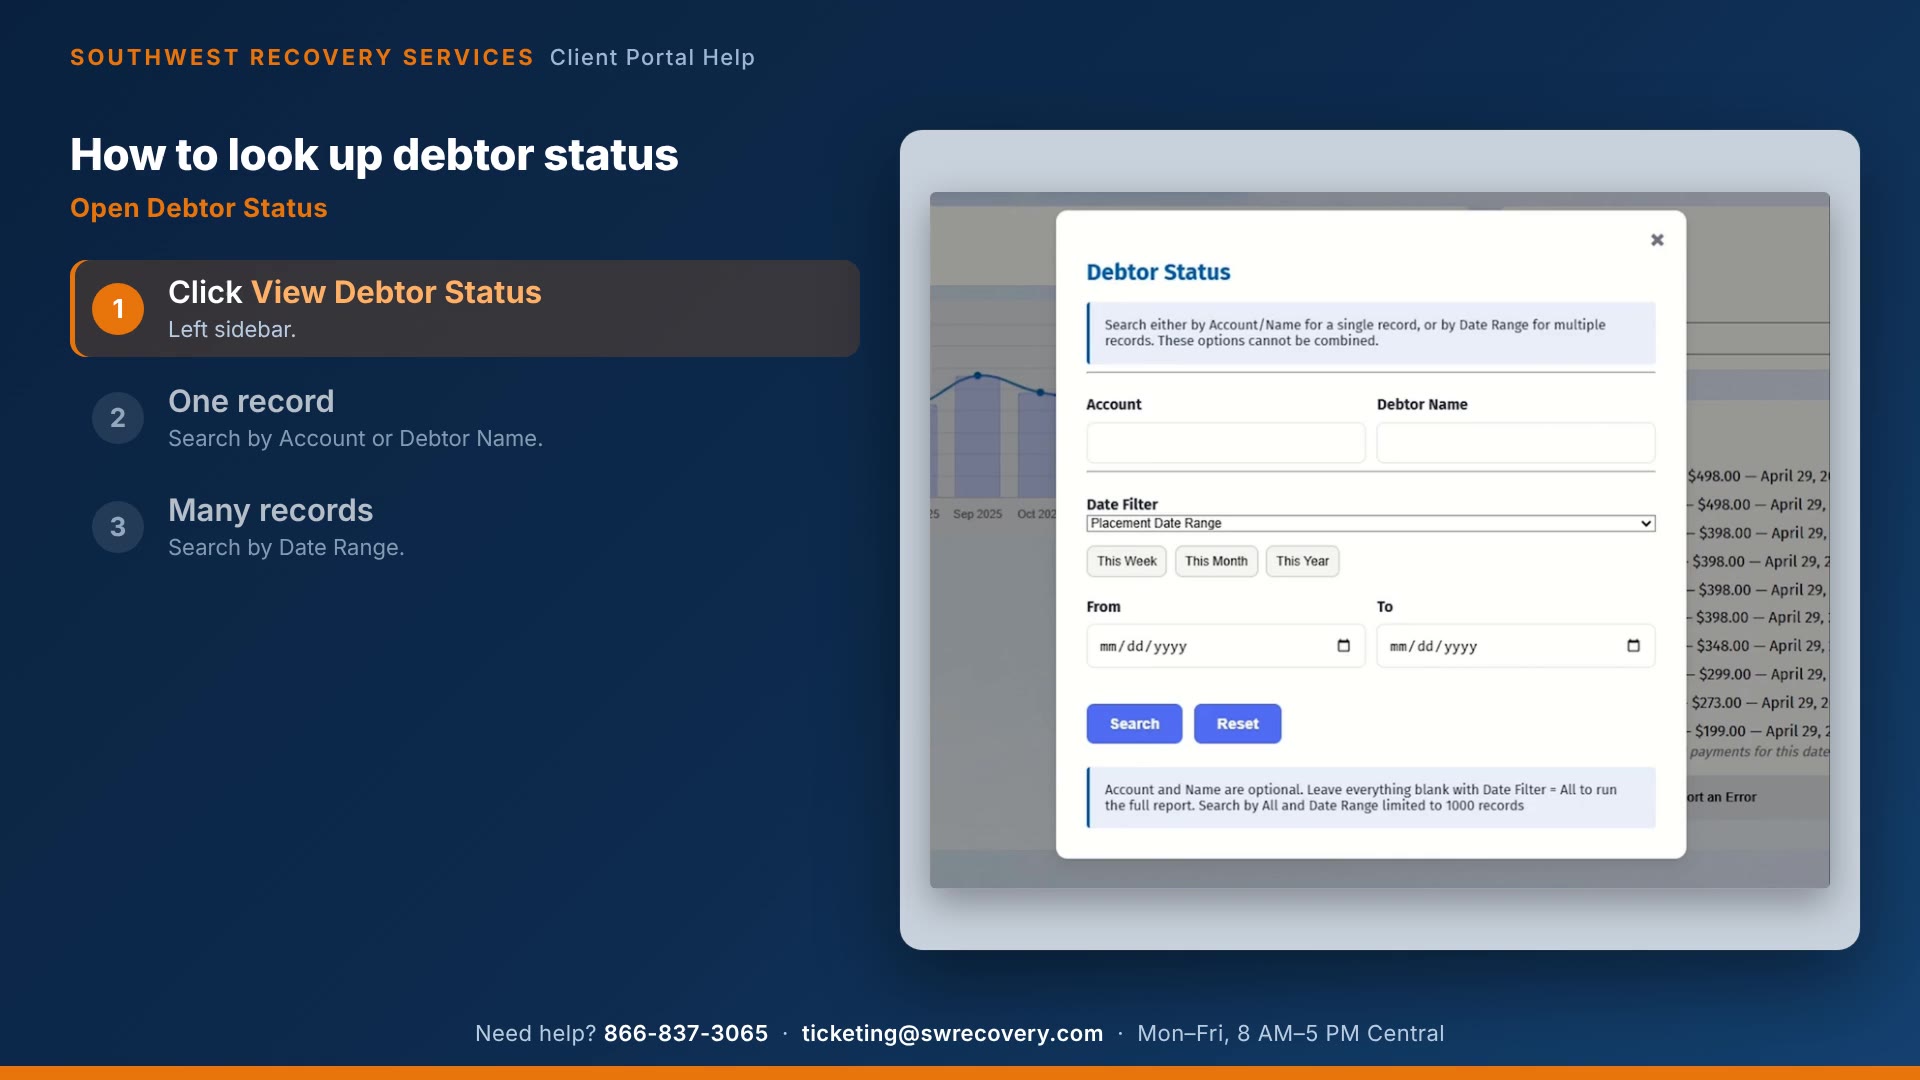 SOUTHWEST RECOVERY SERVICES Client Portal Help
How to look up debtor status
Open Debtor Status
1
Click View Debtor Status
Left sidebar.
2
One record
Search by Account or Debtor Name.
3
Many records
Search by Date Range.
✖
Debtor Status
Search either by Account/Name for a single record, or by Date Range for multiple
records. These options cannot be combined.
Account Debtor Name
Date Filter
Placement Date Range
This Week This Month This Year
From To
mm/dd/yyyy mm/dd/yyyy
Search Reset
Account and Name are optional. Leave everything blank with Date Filter = All to run
the full report. Search by All and Date Range limited to 1000 records
Sep 2025
$498.00 — April 29,
– $498.00 — April 29,
– $398.00 — April 29,
$398.00 — April 29,
– $398.00 — April 29,
– $398.00 — April 29,
– $348.00 — April 29,
– $299.00 — April 29,
$273.00 — April 29,
– $199.00 — April 29,
payments for this date
an Error
Need help? 866-837-3065 · ticketing@swrecovery.com · Mon–Fri, 8 AM–5 PM Central